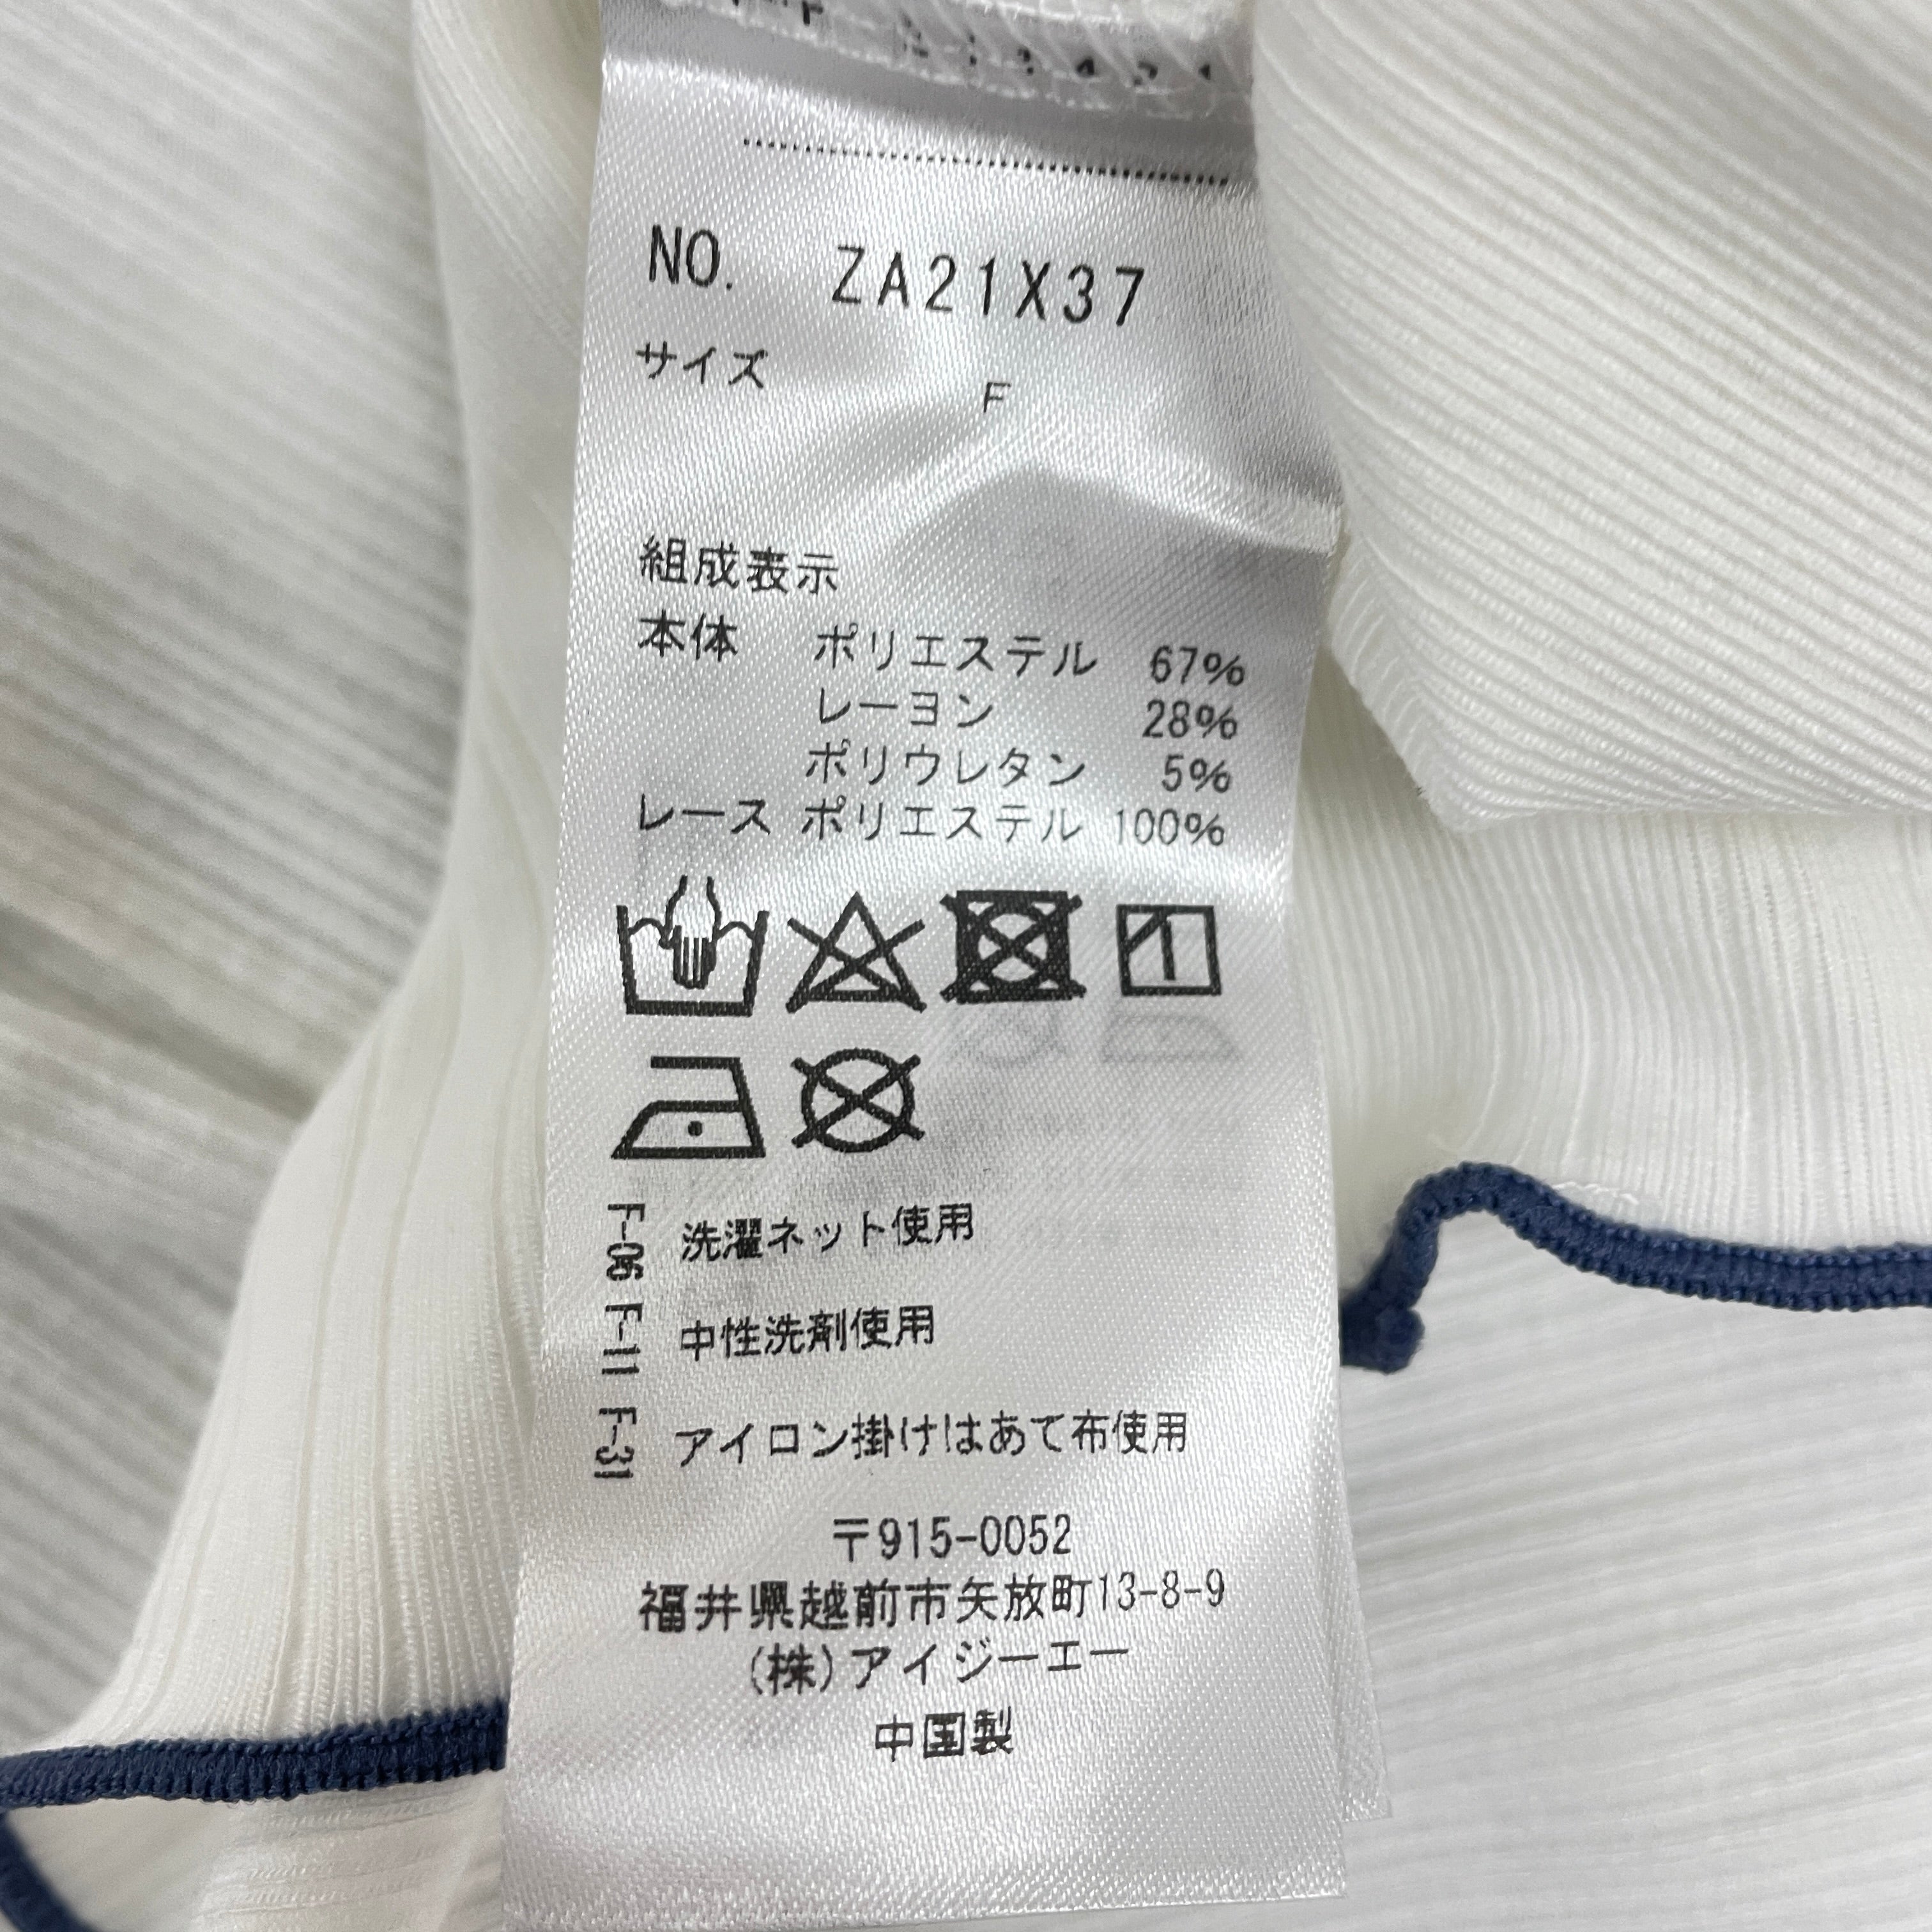 NO. ZA21X37
サイズ F
組成表示
本体 ポリエステル 67%
レーヨン 28%
ポリウレタン 5%
レース ポリエステル 100%
F-06 洗濯ネット使用
F-11 中性洗剤使用
F-31 アイロン掛けはあて布使用
〒915-0052
福井県越前市矢放町13-8-9
(株)アイジーエー
中国製